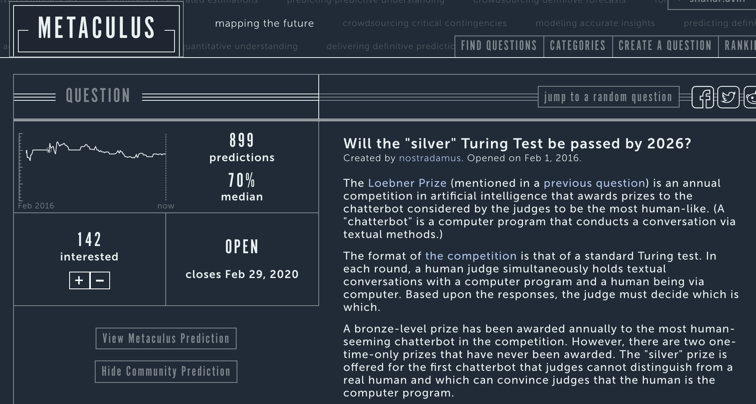 METACULUS
mapping the future
crowdsourcing critical contingencies
modeling accurate insights
quantitative understanding
delivering definitive
FIND QUESTIONS
CATEGORIES
CREATE A QUESTION
QUESTION
jump to a random question
899
predictions
70%
median
Feb 2016
now
142
interested
+
−
OPEN
closes Feb 29, 2020
View Metaculus Prediction
Hide Community Prediction
Will the "silver" Turing Test be passed by 2026?
Created by nostradamus. Opened on Feb 1, 2016.
The Loebner Prize (mentioned in a previous question) is an annual
competition in artificial intelligence that awards prizes to the
chatterbot considered by the judges to be the most human-like. (A
"chatterbot" is a computer program that conducts a conversation via
textual methods.)
The format of the competition is that of a standard Turing test. In
each round, a human judge simultaneously holds textual
conversations with a computer program and a human being via
computer. Based upon the responses, the judge must decide which is
which.
A bronze-level prize has been awarded annually to the most human-
seeming chatterbot in the competition. However, there are two one-
time-only prizes that have never been awarded. The "silver" prize is
offered for the first chatterbot that judges cannot distinguish from a
real human and which can convince judges that the human is the
computer program.